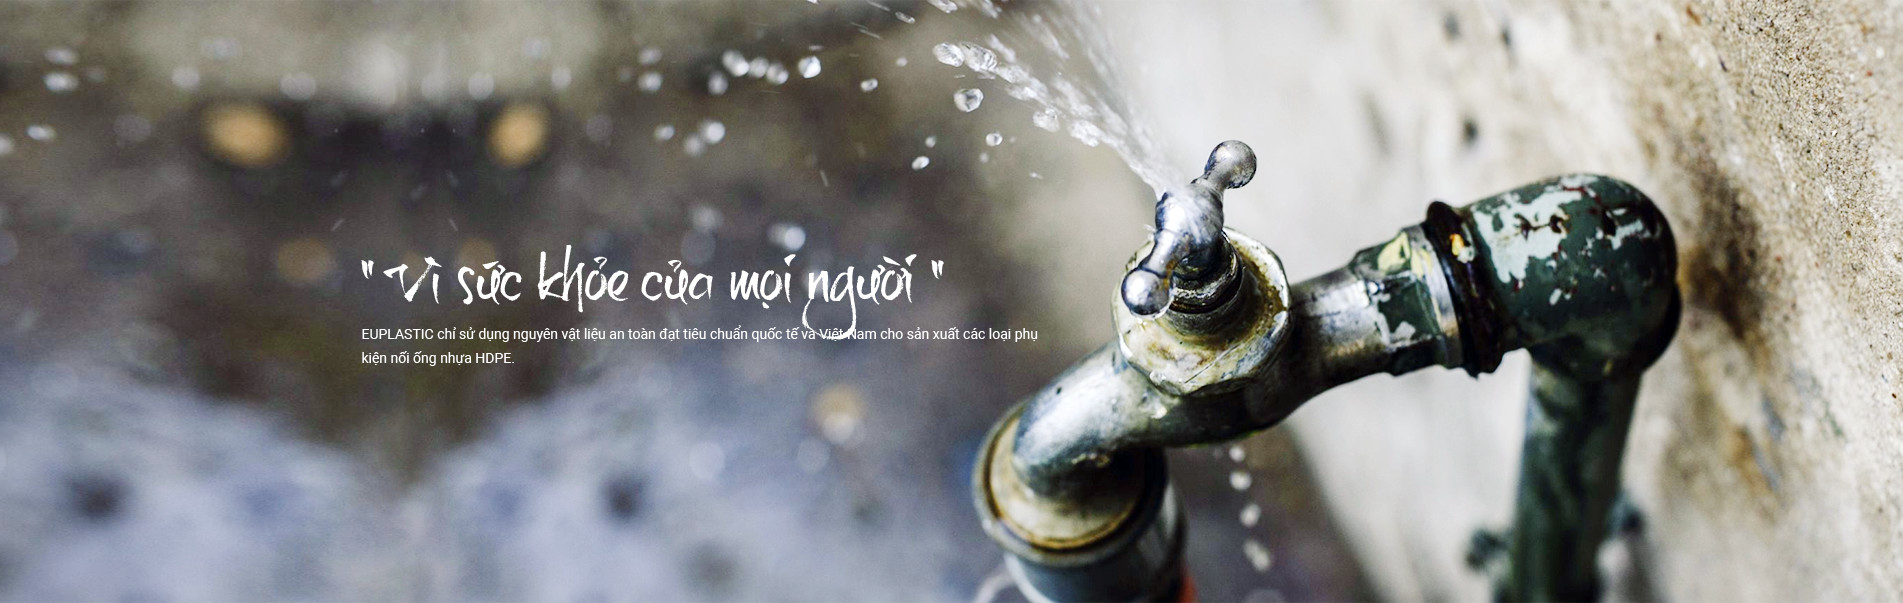 " Vì sức khỏe của mọi người "
EUPLASTIC chỉ sử dụng nguyên vật liệu an toàn đạt tiêu chuẩn quốc tế và Việt Nam cho sản xuất các loại phụ
kiện nối ống nhựa HDPE.